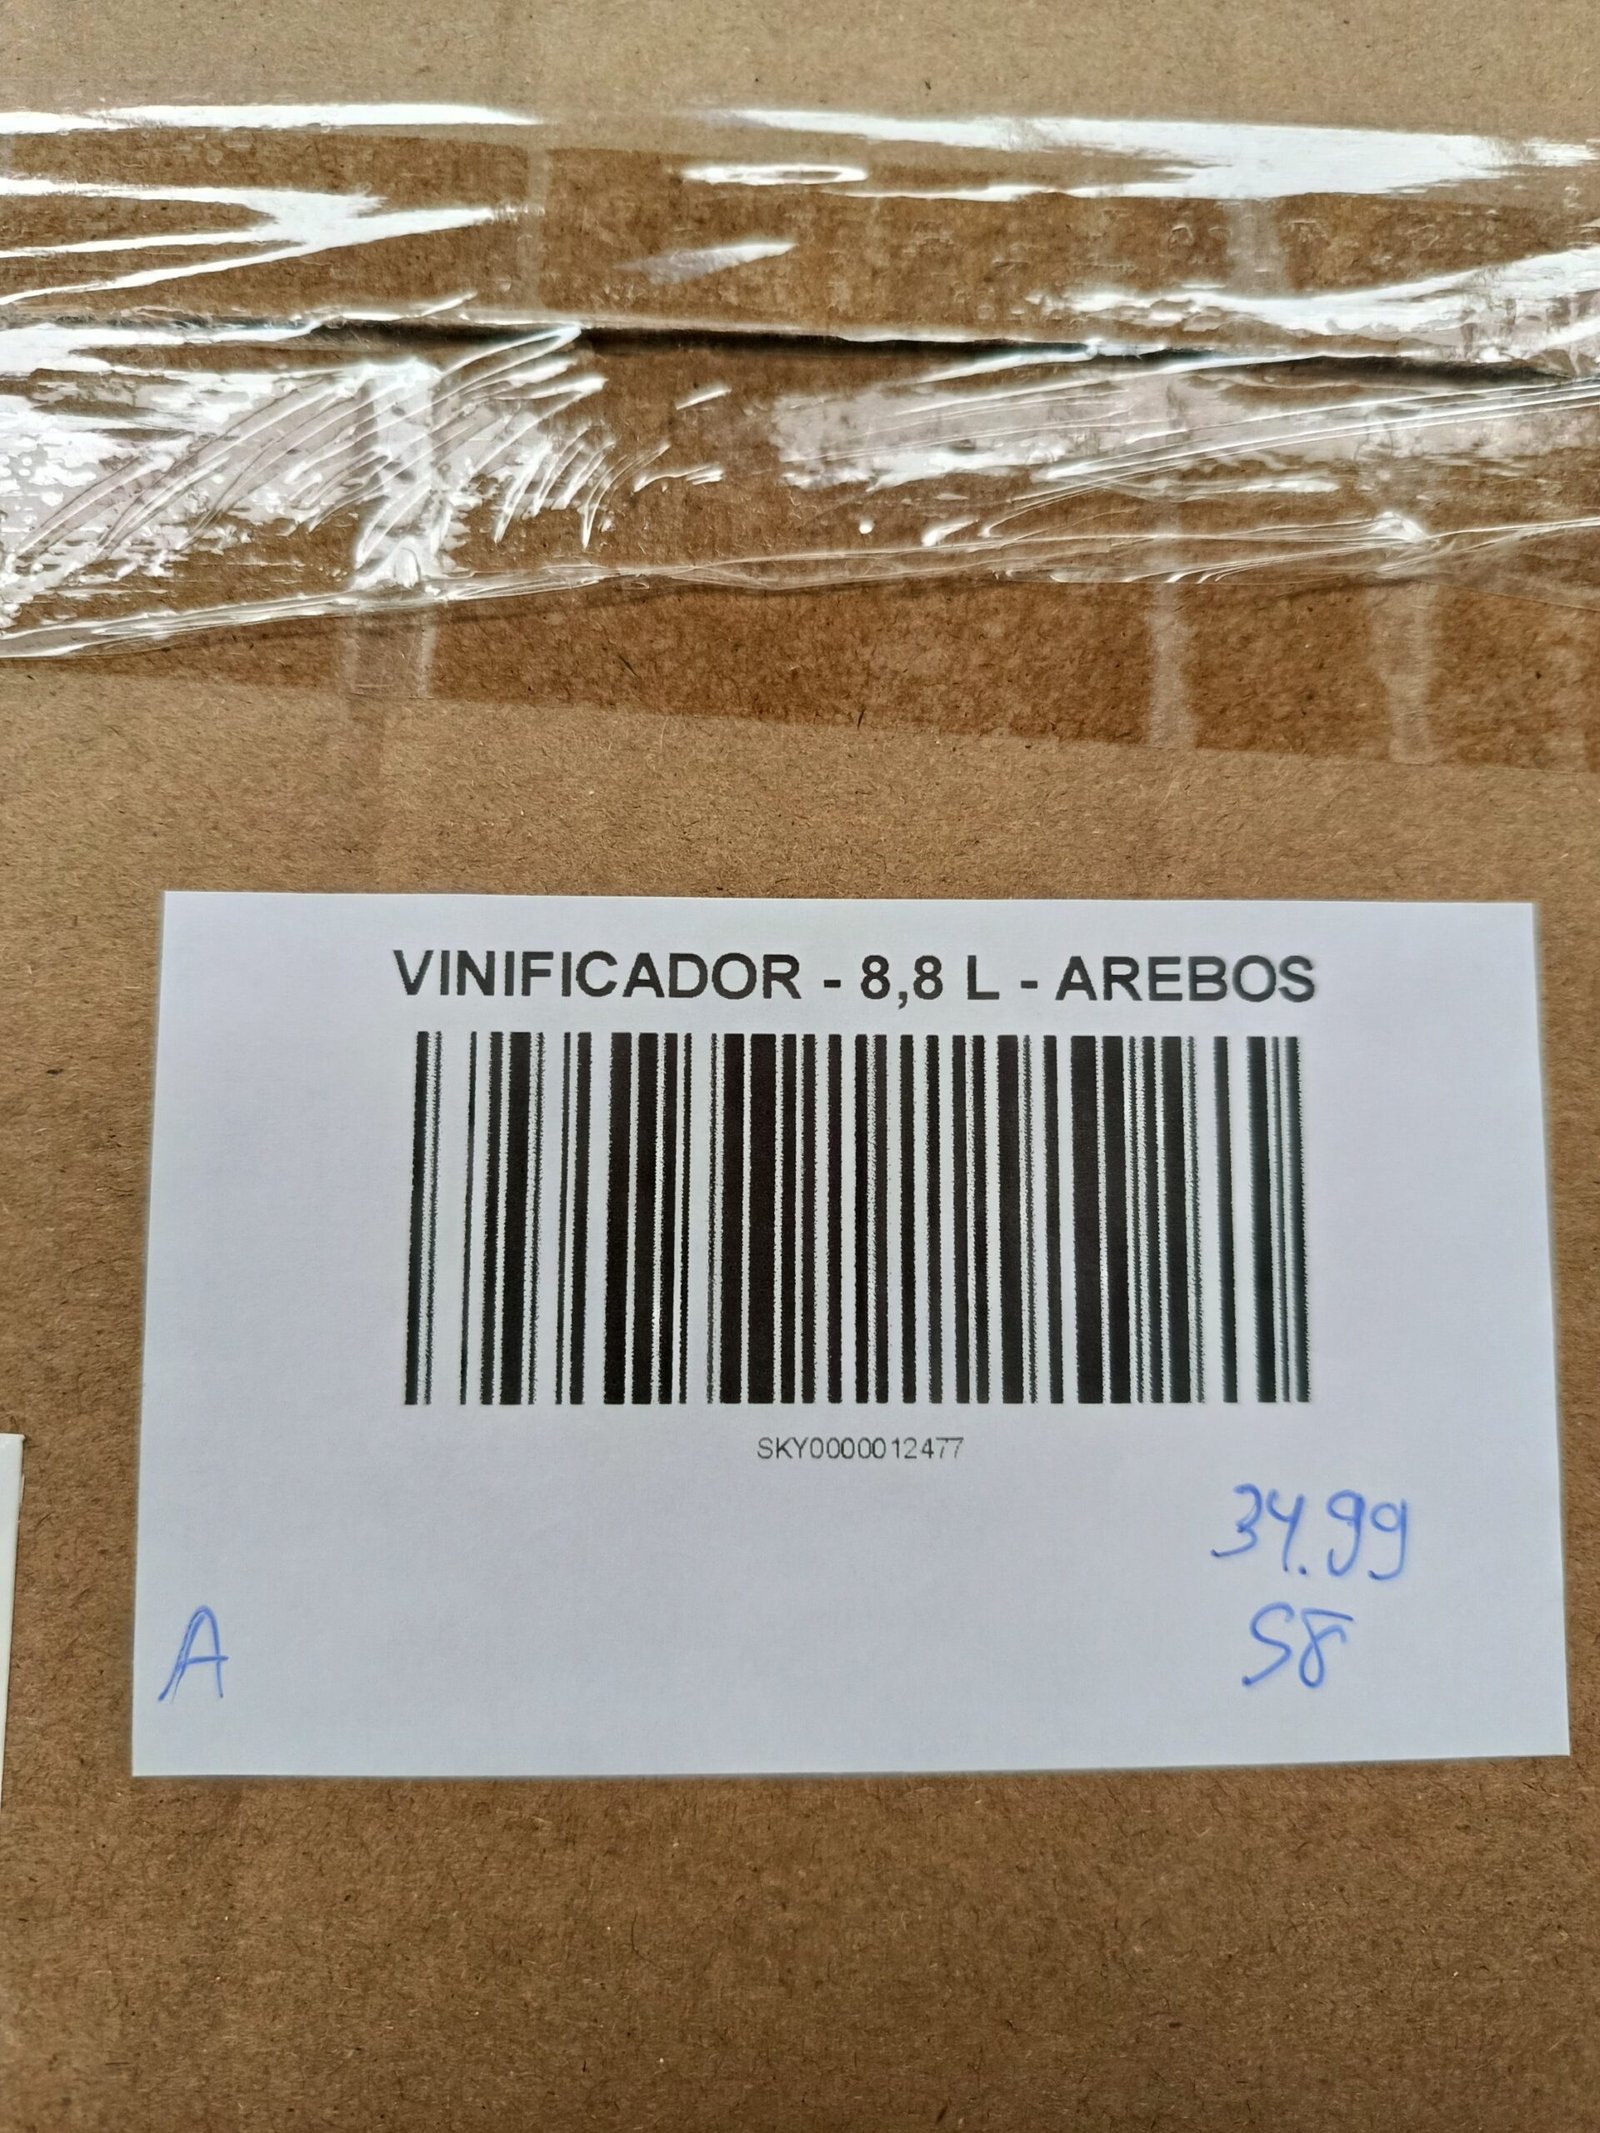 VINIFICADOR - 8,8 L - AREBOS
SKY0000012477
34.99
S8
A